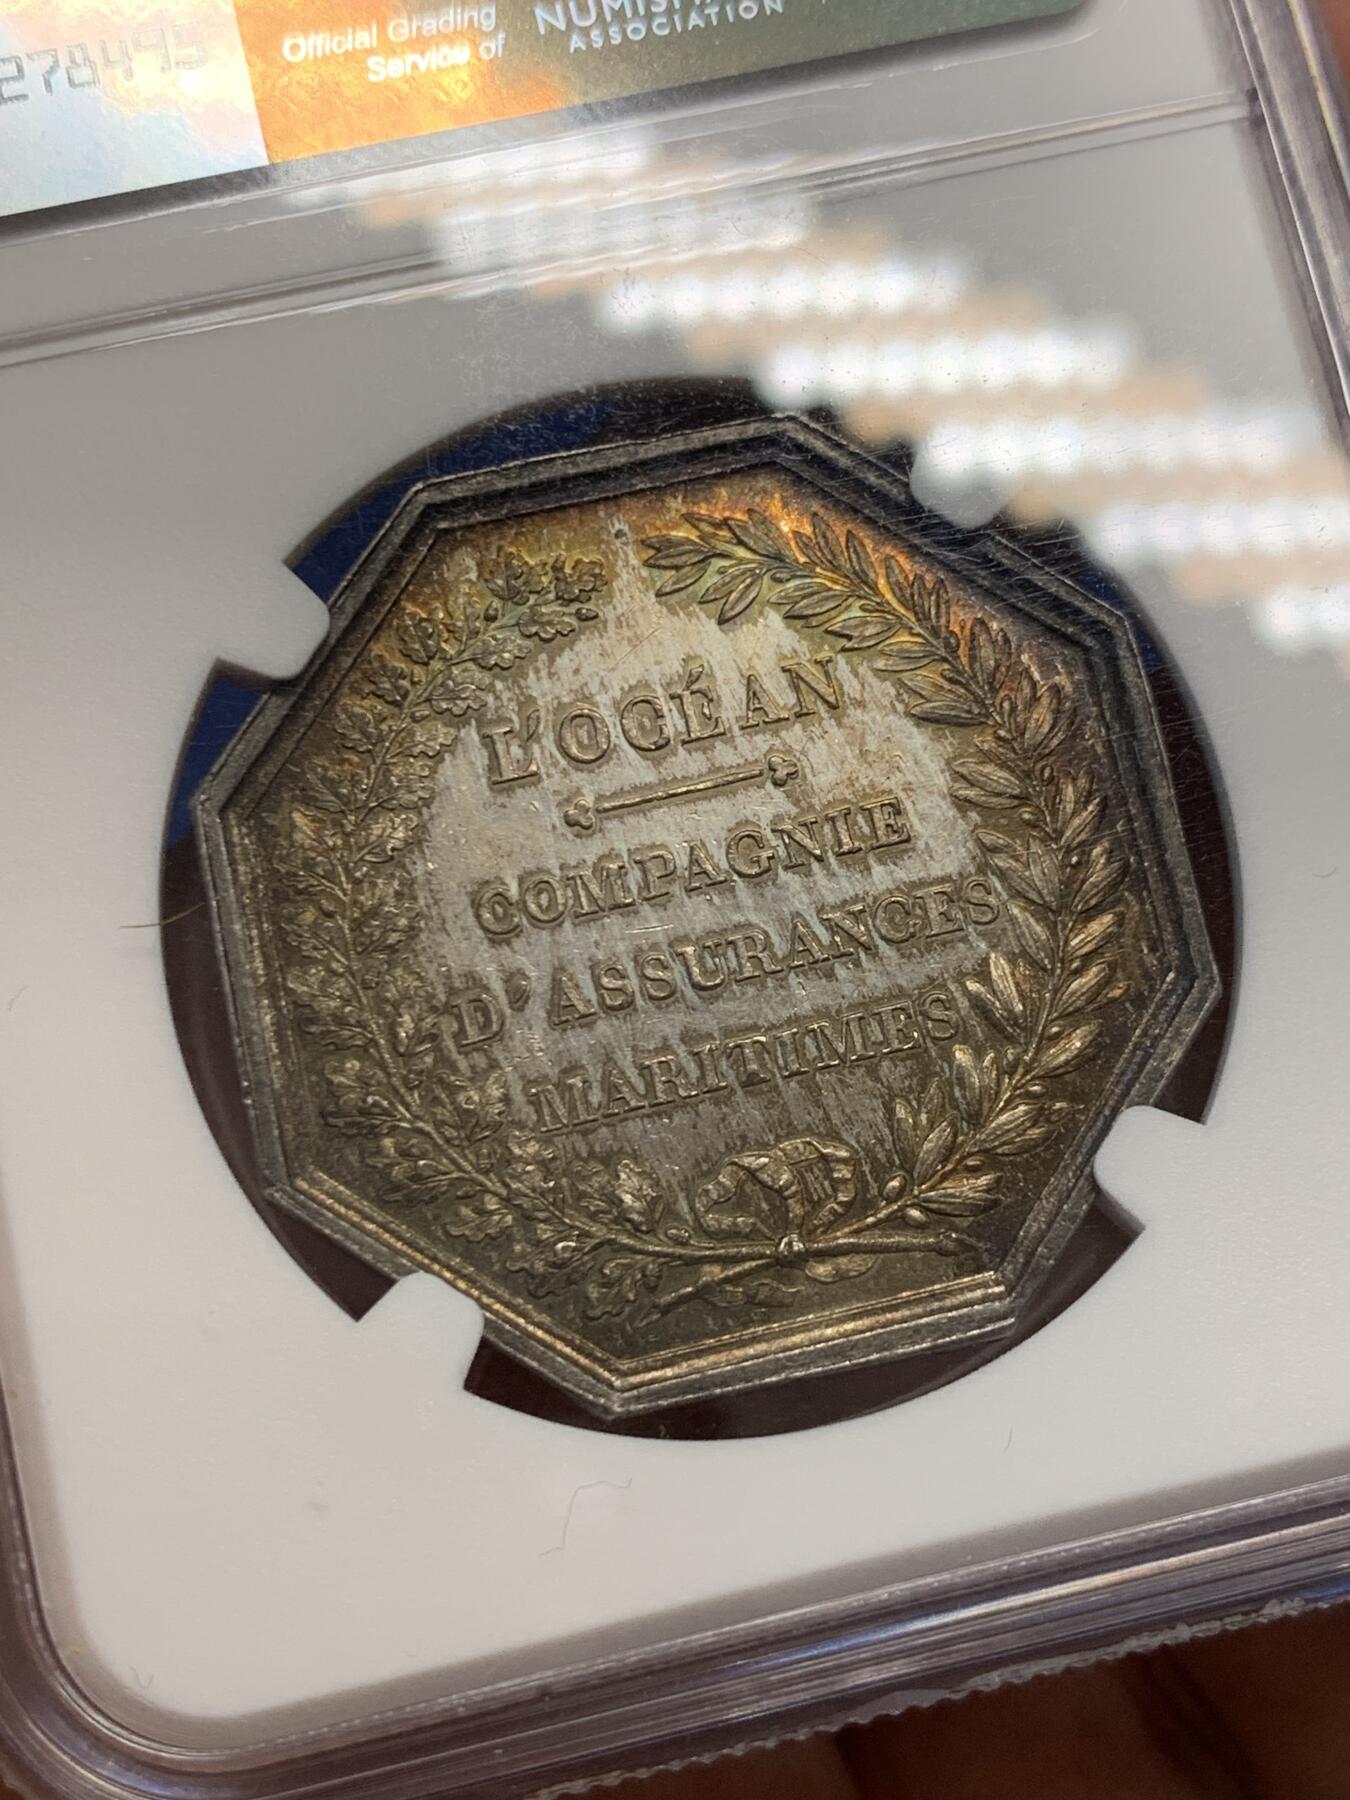 278495
Official Grading
Service of
ASSOCIATION
L'OCÉAN
COMPAGNIE
D'ASSURANCES
MARITIMES